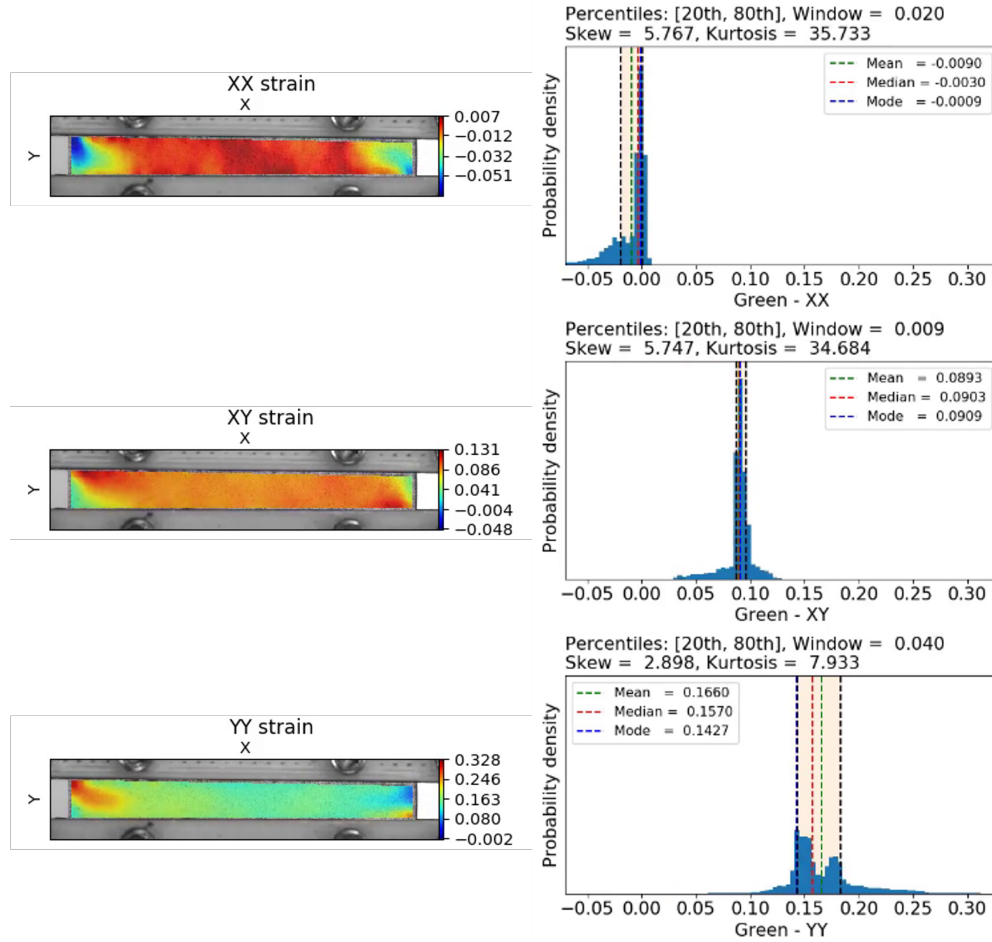 XX strain
X
Y
0.007
−0.012
−0.032
−0.051
Percentiles: [20th, 80th], Window = 0.020
Skew = 5.767, Kurtosis = 35.733
Mean = -0.0090
Median = -0.0030
Mode = -0.0009
Probability density
−0.05 0.00 0.05 0.10 0.15 0.20 0.25 0.30
Green - XX
XY strain
X
Y
0.131
0.086
0.041
−0.004
−0.048
Percentiles: [20th, 80th], Window = 0.009
Skew = 5.747, Kurtosis = 34.684
Mean = 0.0893
Median = 0.0903
Mode = 0.0909
Probability density
−0.05 0.00 0.05 0.10 0.15 0.20 0.25 0.30
Green - XY
YY strain
X
Y
0.328
0.246
0.163
0.080
−0.002
Percentiles: [20th, 80th], Window = 0.040
Skew = 2.898, Kurtosis = 7.933
Mean = 0.1660
Median = 0.1570
Mode = 0.1427
Probability density
−0.05 0.00 0.05 0.10 0.15 0.20 0.25 0.30
Green - YY